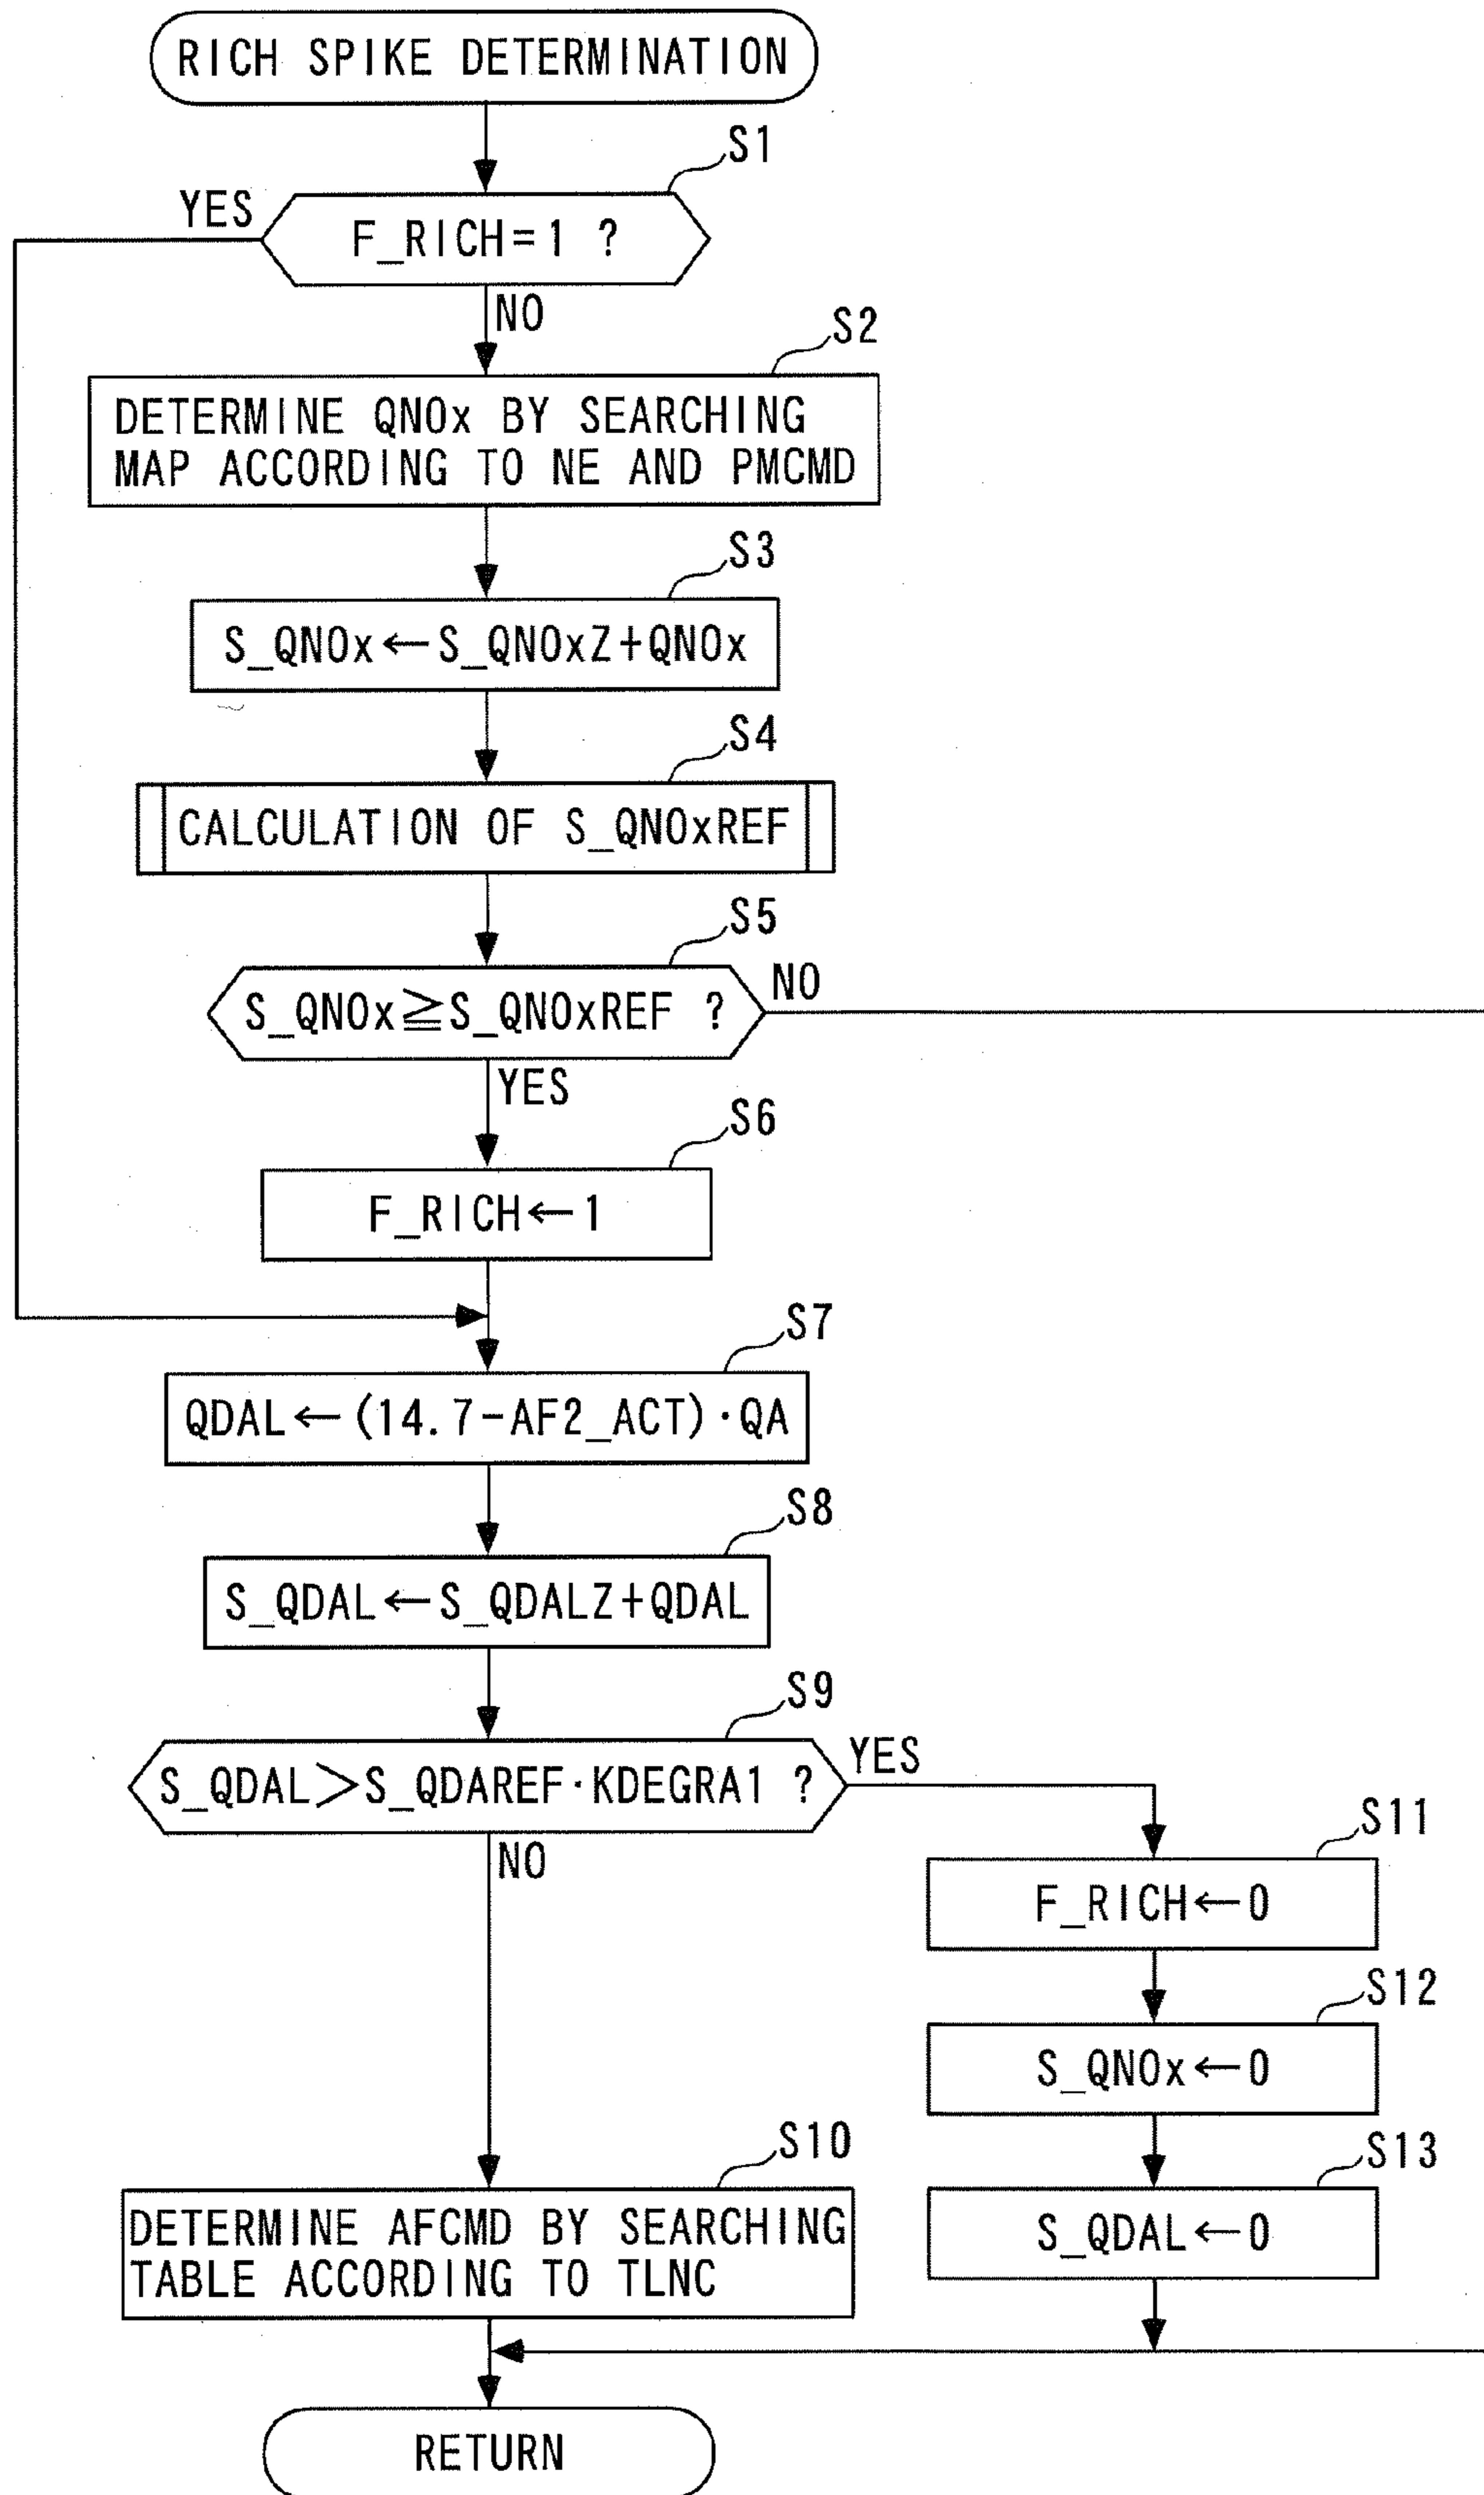 RICH SPIKE DETERMINATION
S1
YES
F_RICH=1 ?
NO
S2
DETERMINE QNOx BY SEARCHING
MAP ACCORDING TO NE AND PMCMD
S3
S_QNOx←S_QNOxZ+QNOx
S4
CALCULATION OF S_QNOxREF
S5
S_QNOx≧S_QNOxREF ?
NO
YES
S6
F_RICH←1
S7
QDAL←(14.7-AF2_ACT)·QA
S8
S_QDAL←S_QDALZ+QDAL
S9
S_QDAL>S_QDAREF·KDEGRA1 ?
YES
NO
S11
F_RICH←0
S12
S_QNOx←0
S13
S_QDAL←0
S10
DETERMINE AFCMD BY SEARCHING
TABLE ACCORDING TO TLNC
RETURN